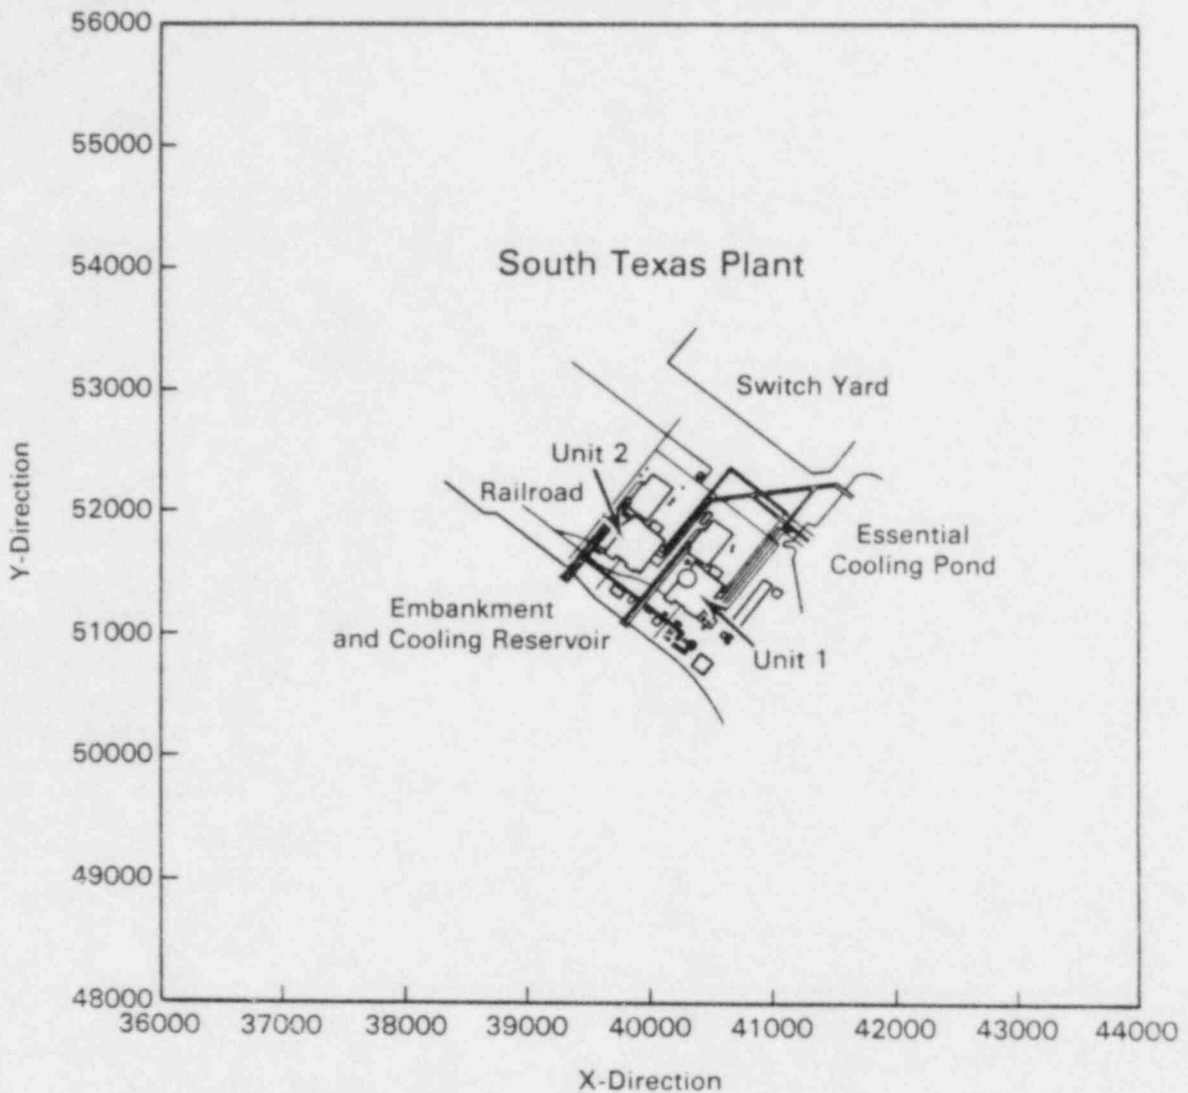 56000
55000
54000
53000
52000
51000
50000
49000
48000
Y-Direction
South Texas Plant
Switch Yard
Unit 2
Railroad
Essential
Cooling Pond
Embankment
and Cooling Reservoir
Unit 1
36000 37000 38000 39000 40000 41000 42000 43000 44000
X-Direction